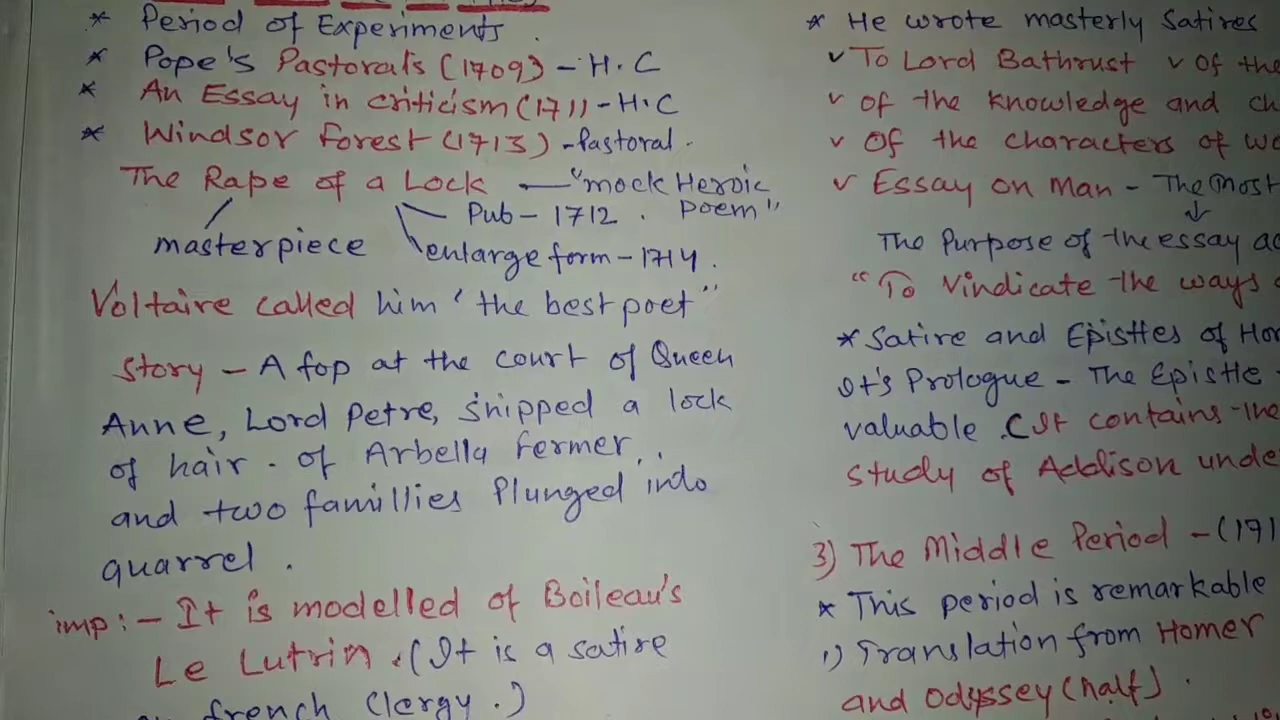 * Period of Experiments.
* Pope's Pastorals (1709) - H.C
* An Essay in criticism (1711 - H.C
* Windsor Forest (1713) - Pastoral.
The Rape of a Lock — "mock Heroic
Pub - 1712. Poem"
masterpiece enlarge form - 1714.
Voltaire called him 'the best poet"
Story - A fop at the court of Queen
Anne, Lord Petre, snipped a lock
of hair. of Arbella Fermer,
and two famillies Plunged into
quarrel.
imp:- It is modelled of Boileau's
Le Lutrin. (It is a satire
french Clergy.)
* He wrote masterly Satires
✓ To Lord Bathrust ✓ Of the
✓ of the knowledge and
✓ Of the characters of
✓ Essay on Man - The most
The Purpose of the essay
"To vindicate the ways
* Satire and Episttes of
It's Prologue - The Epistle
valuable. (It contains the
study of Addison
3) The Middle Period -
* This period is remarkable
1) Translation from Homer
and Odyssey (half).